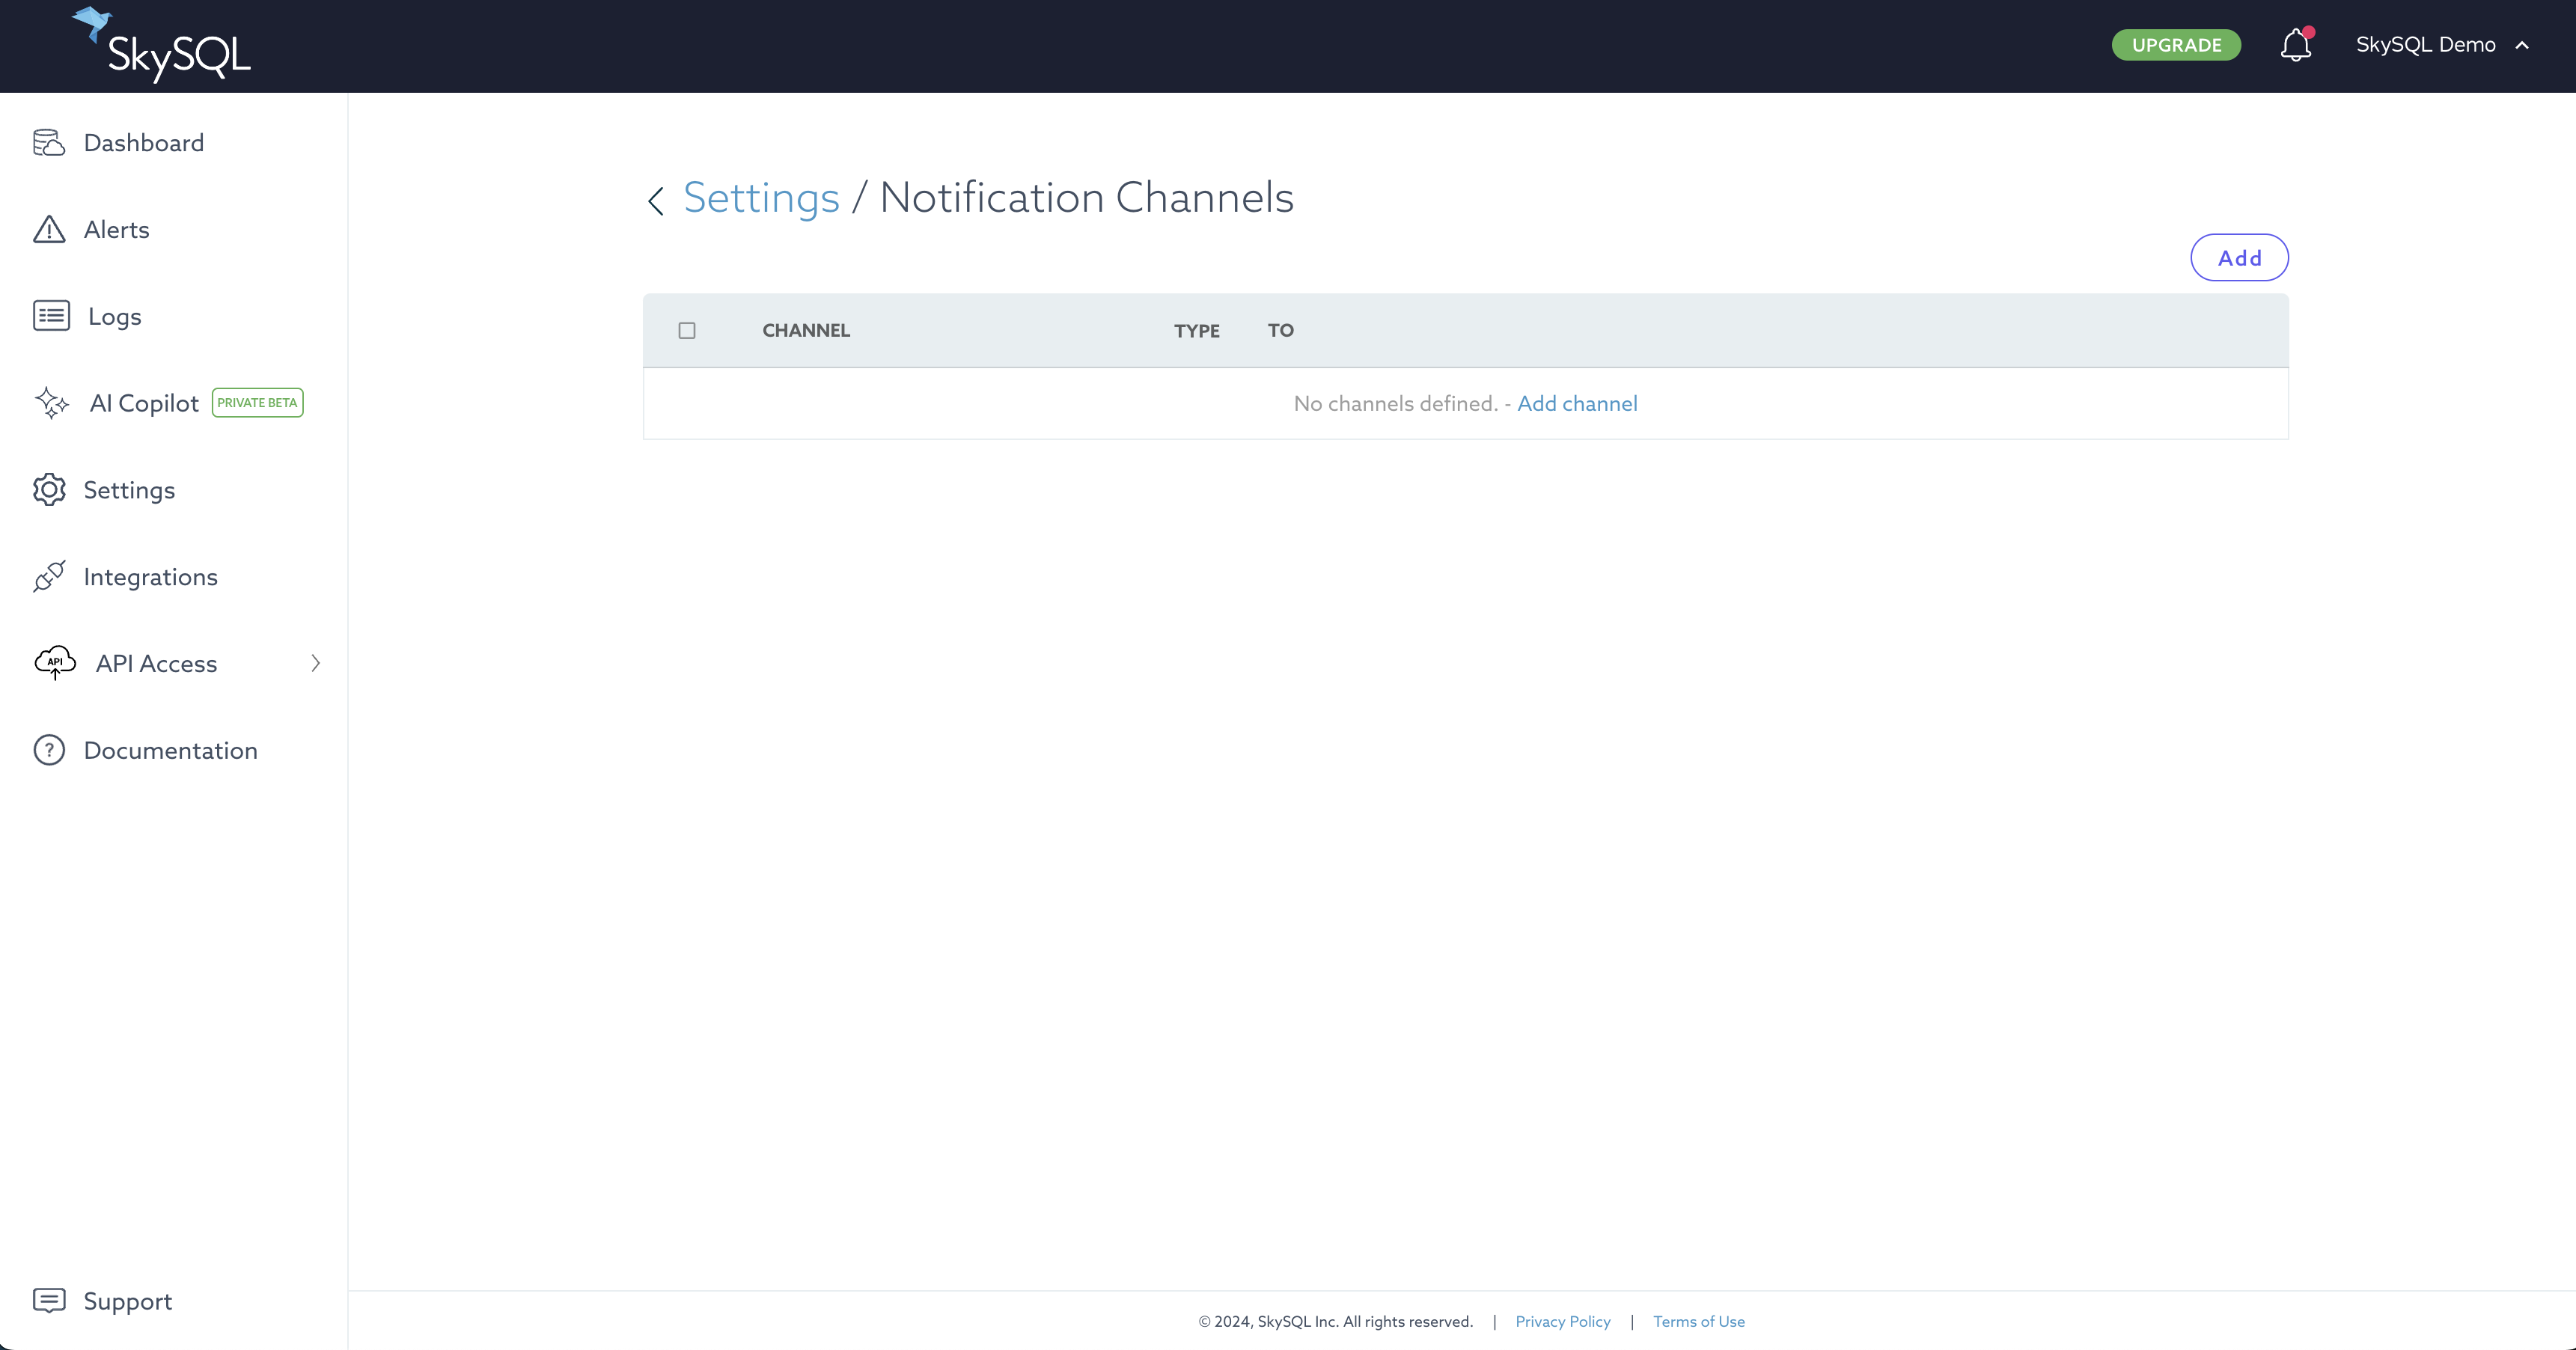 SkySQL
UPGRADE
SkySQL Demo
Dashboard
Alerts
Logs
AI Copilot PRIVATE BETA
Settings
Integrations
API API Access
? Documentation
Support
Settings / Notification Channels
Add
CHANNEL TYPE TO
No channels defined. - Add channel
© 2024, SkySQL Inc. All rights reserved. | Privacy Policy | Terms of Use